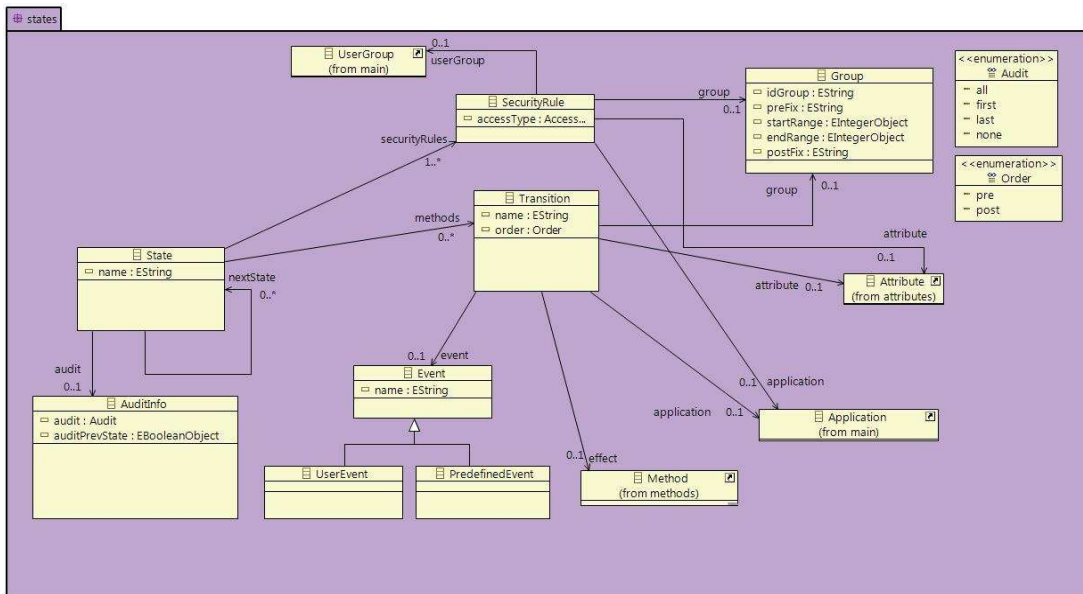 states
UserGroup
(from main)
0..1
userGroup
SecurityRule
accessType : Access...
securityRules
1..*
group
0..1
Group
idGroup : EString
preFix : EString
startRange : EIntegerObject
endRange : EIntegerObject
postFix : EString
<<enumeration>>
Audit
all
first
last
none
<<enumeration>>
Order
pre
post
group
0..1
Transition
name : EString
order : Order
methods
0..*
State
name : EString
nextState
0..*
attribute
0..1
attribute
0..1
Attribute
(from attributes)
audit
0..1
AuditInfo
audit : Audit
auditPrevState : EBooleanObject
0..1
event
Event
name : EString
UserEvent
PredefinedEvent
0..1
application
application
0..1
Application
(from main)
0..1
effect
Method
(from methods)